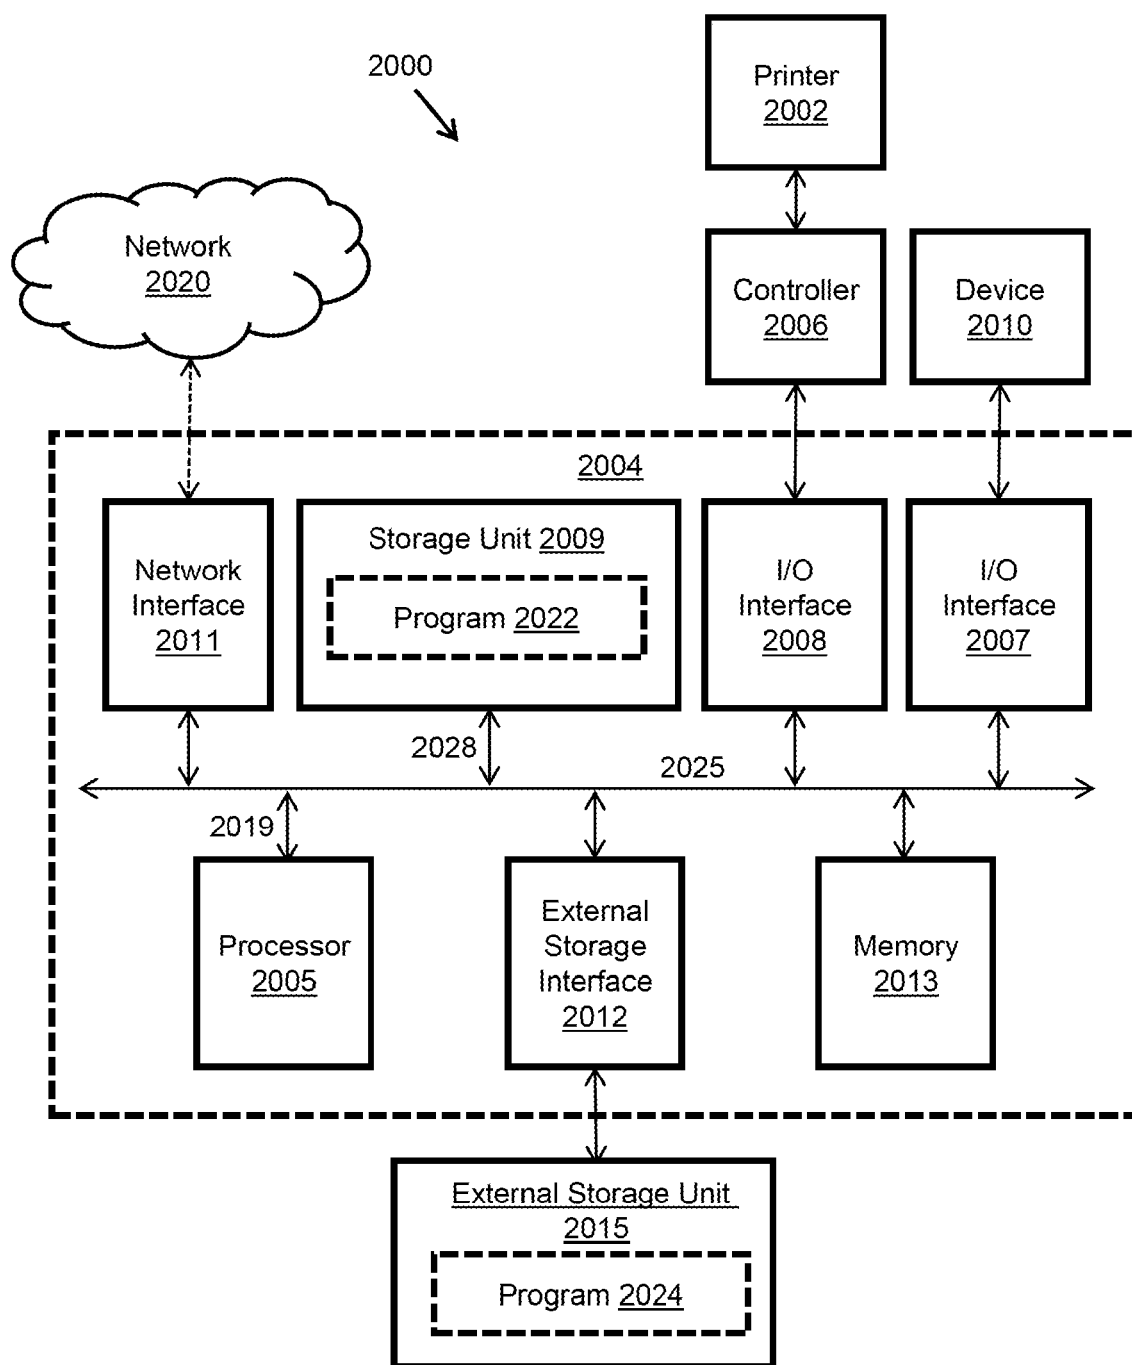 2000
Printer
2002
Network
2020
Controller
2006
Device
2010
2004
Network
Interface
2011
Storage Unit 2009
Program 2022
I/O
Interface
2008
I/O
Interface
2007
2028
2025
2019
Processor
2005
External
Storage
Interface
2012
Memory
2013
External Storage Unit
2015
Program 2024